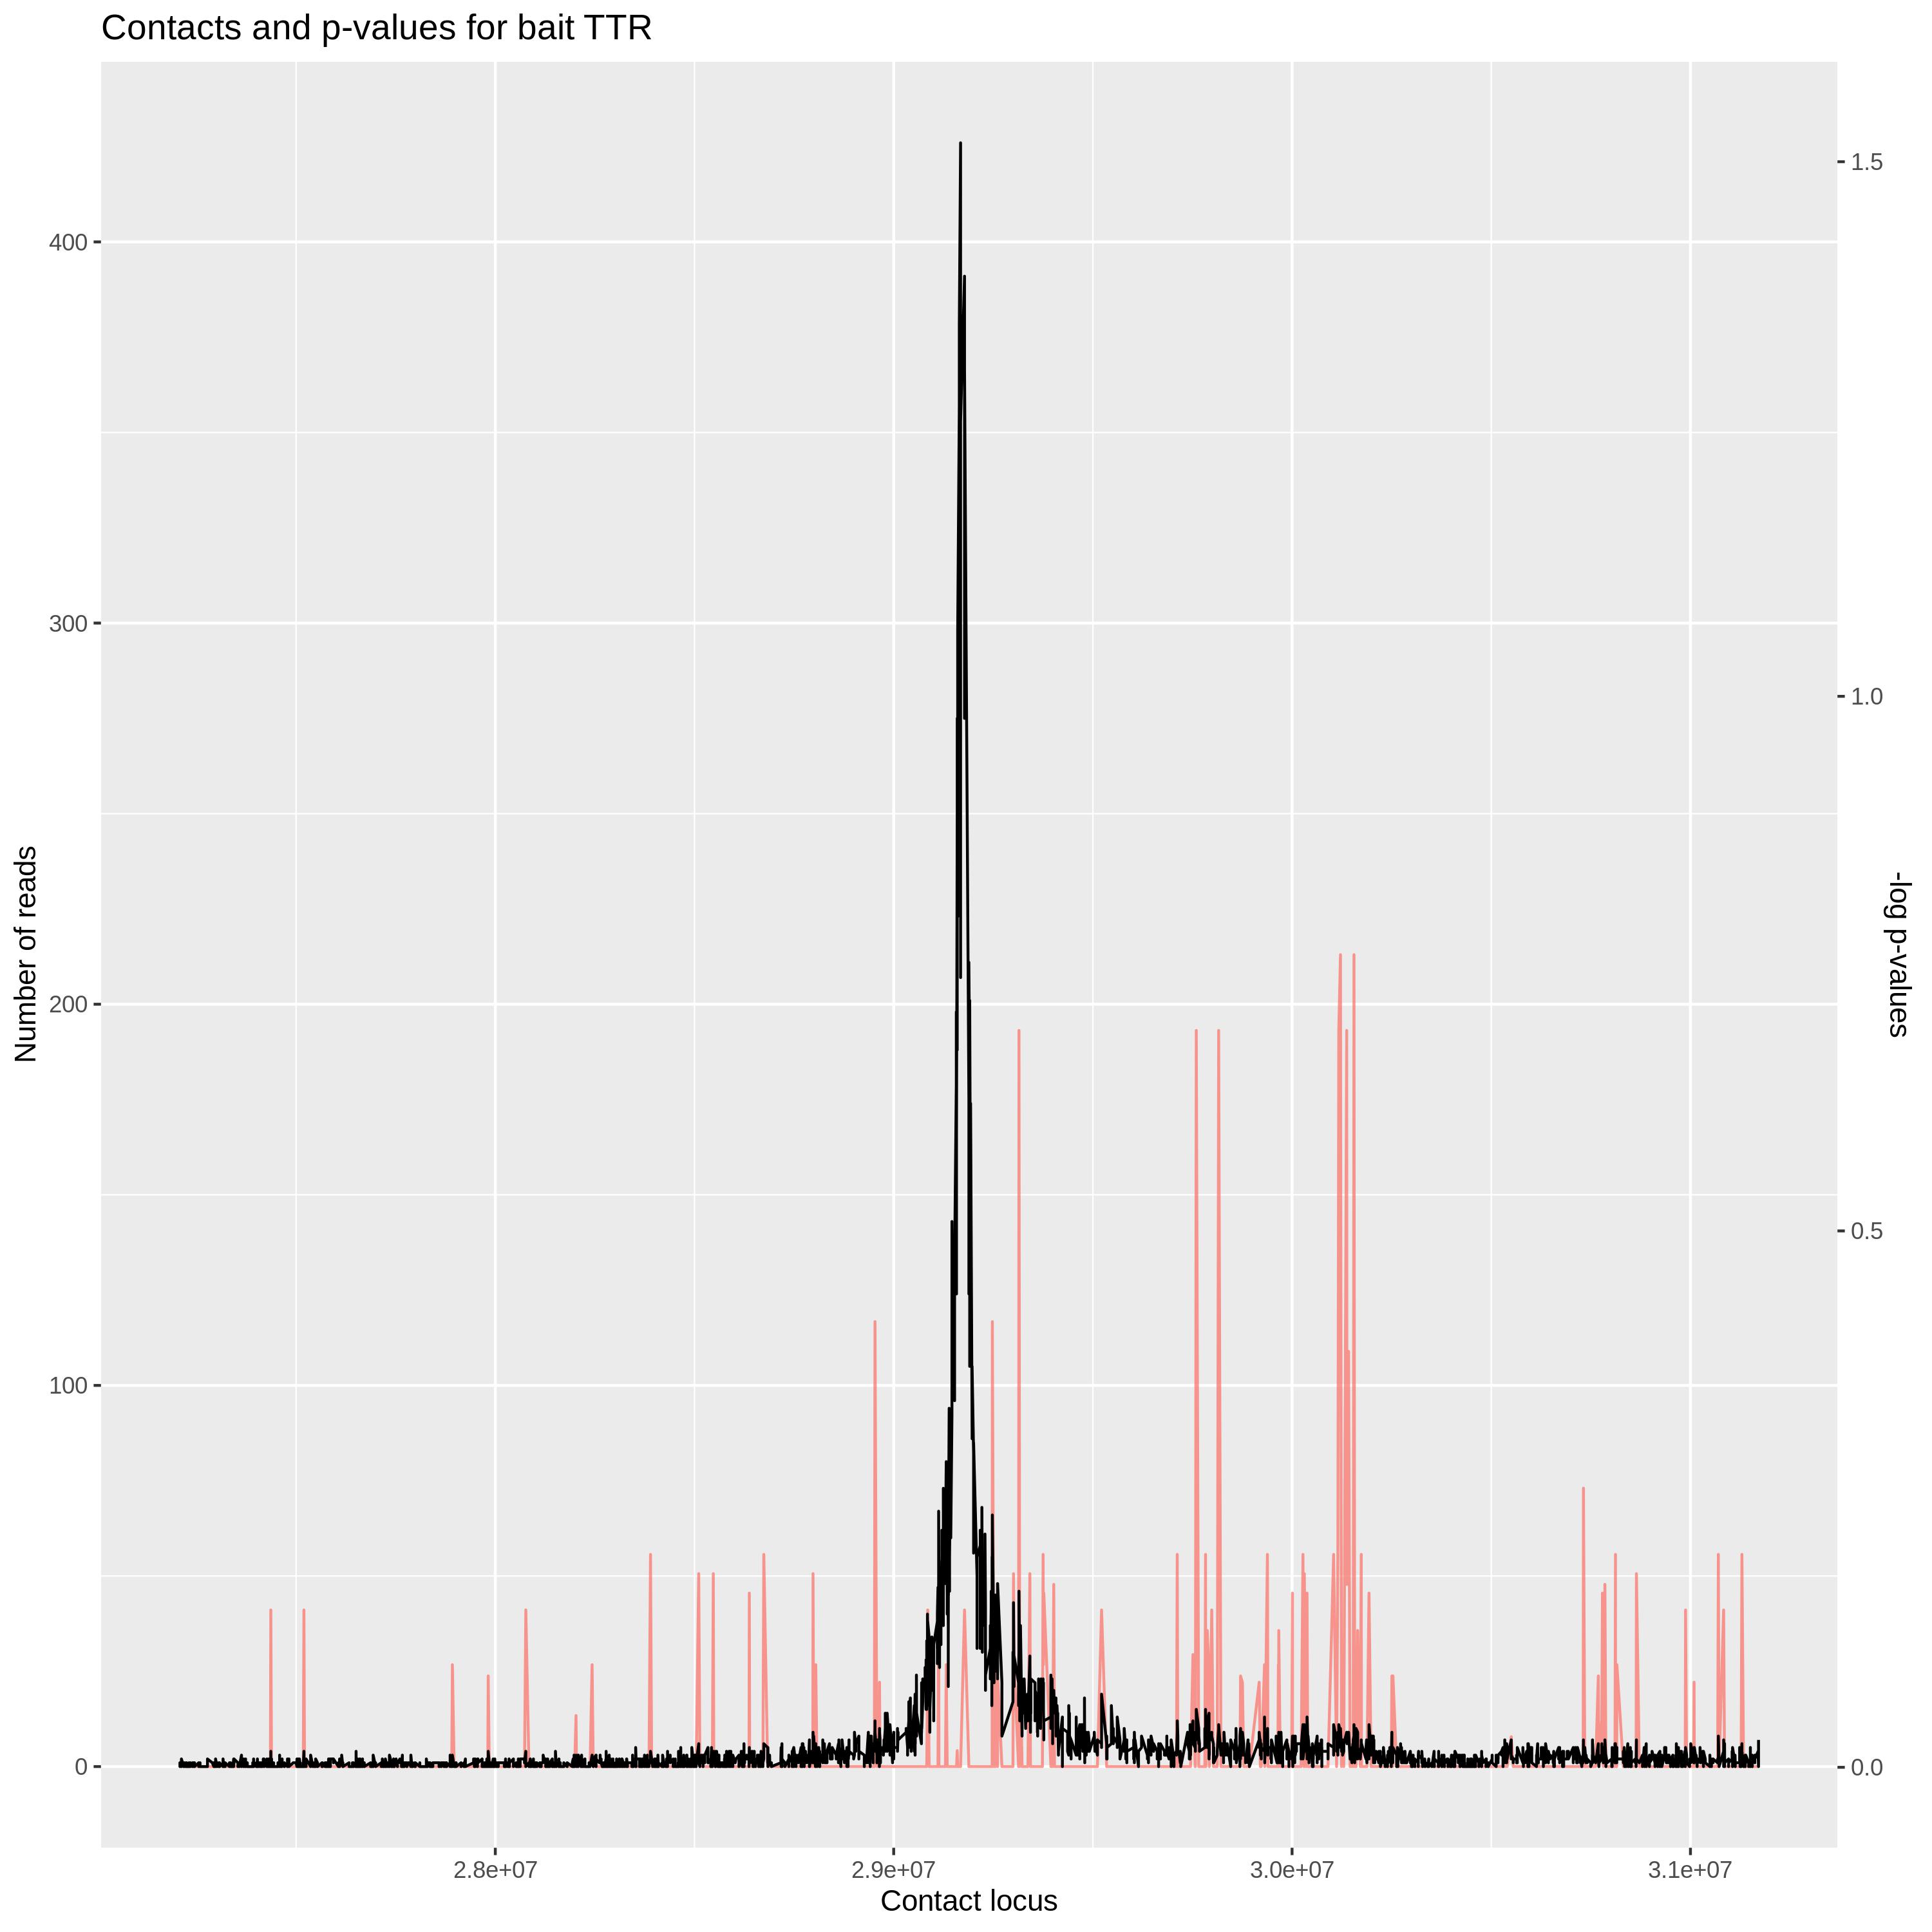 Contacts and p-values for bait TTR
Number of reads
400
300
200
100
0
1.5
1.0
0.5
0.0
-log p-values
2.8e+07
2.9e+07
3.0e+07
3.1e+07
Contact locus